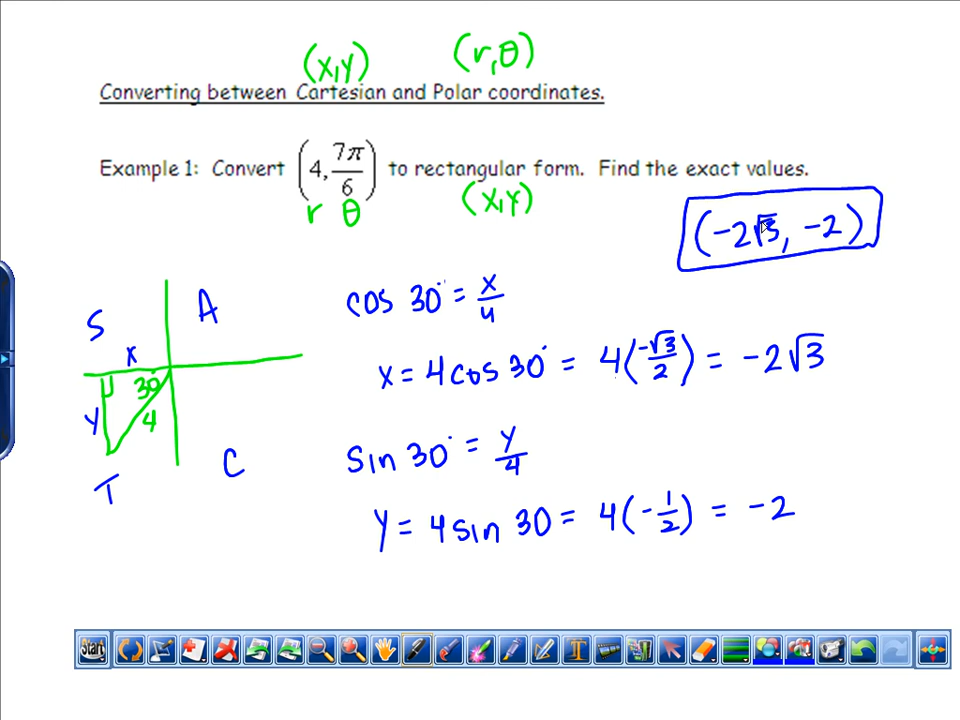 (x,y) (r,θ)
Converting between Cartesian and Polar coordinates.
Example 1: Convert (4, 7π/6) to rectangular form. Find the exact values.
r θ (x,y)
(-2√3, -2)
S A
x
30°
y 4
T C
cos 30° = x/4
x = 4cos 30° = 4(-√3/2) = -2√3
sin 30° = y/4
y = 4 sin 30 = 4(-1/2) = -2
Start
T